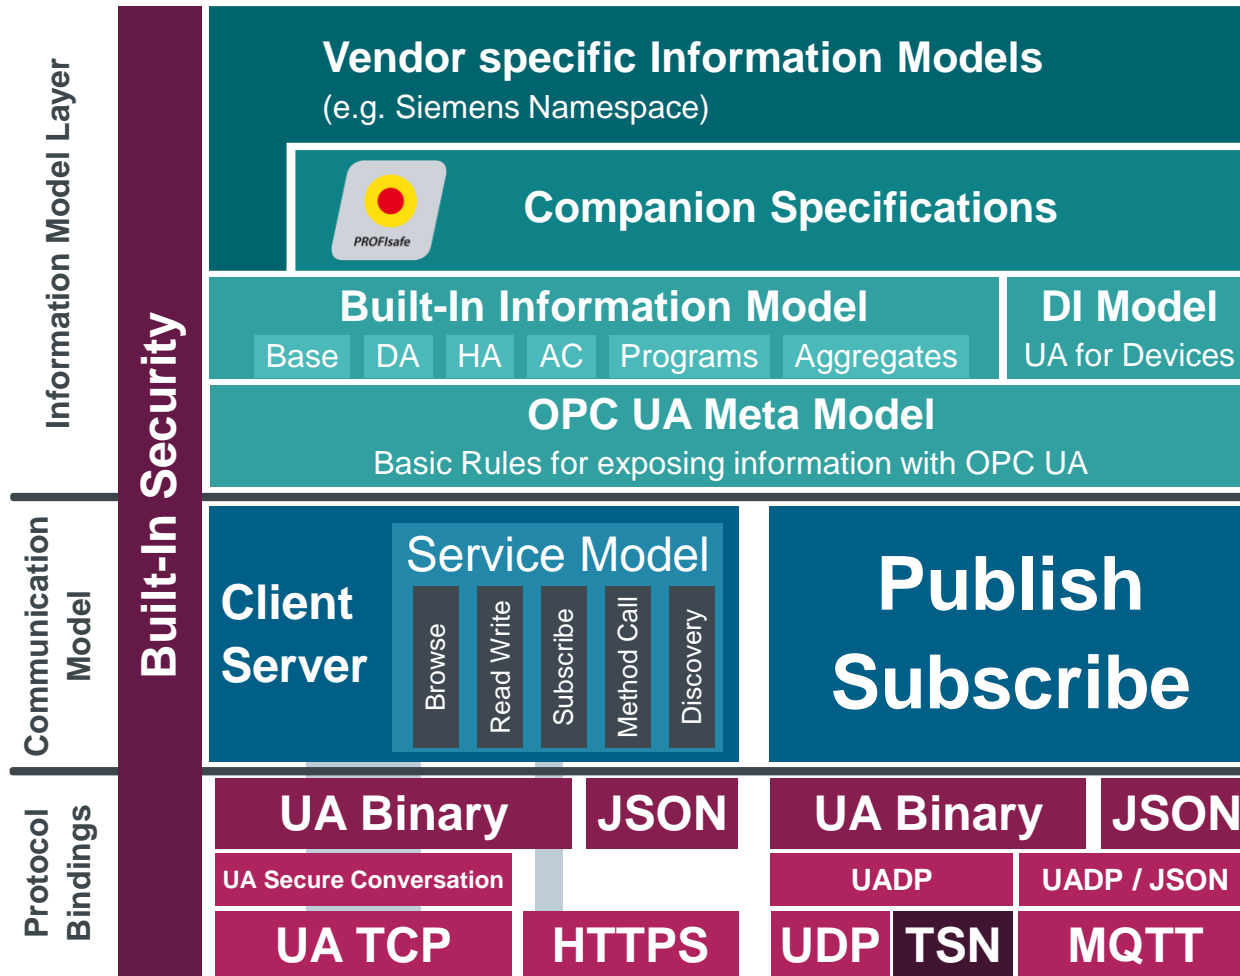 Information Model Layer
Built-In Security
Vendor specific Information Models
(e.g. Siemens Namespace)
PROFIsafe
Companion Specifications
Built-In Information Model
Base DA HA AC Programs Aggregates
DI Model
UA for Devices
OPC UA Meta Model
Basic Rules for exposing information with OPC UA
Communication
Model
Client
Server
Service Model
Browse
Read Write
Subscribe
Method Call
Discovery
Publish
Subscribe
Protocol
Bindings
UA Binary JSON
UA Secure Conversation
UA TCP HTTPS
UA Binary JSON
UADP UADP / JSON
UDP TSN MQTT